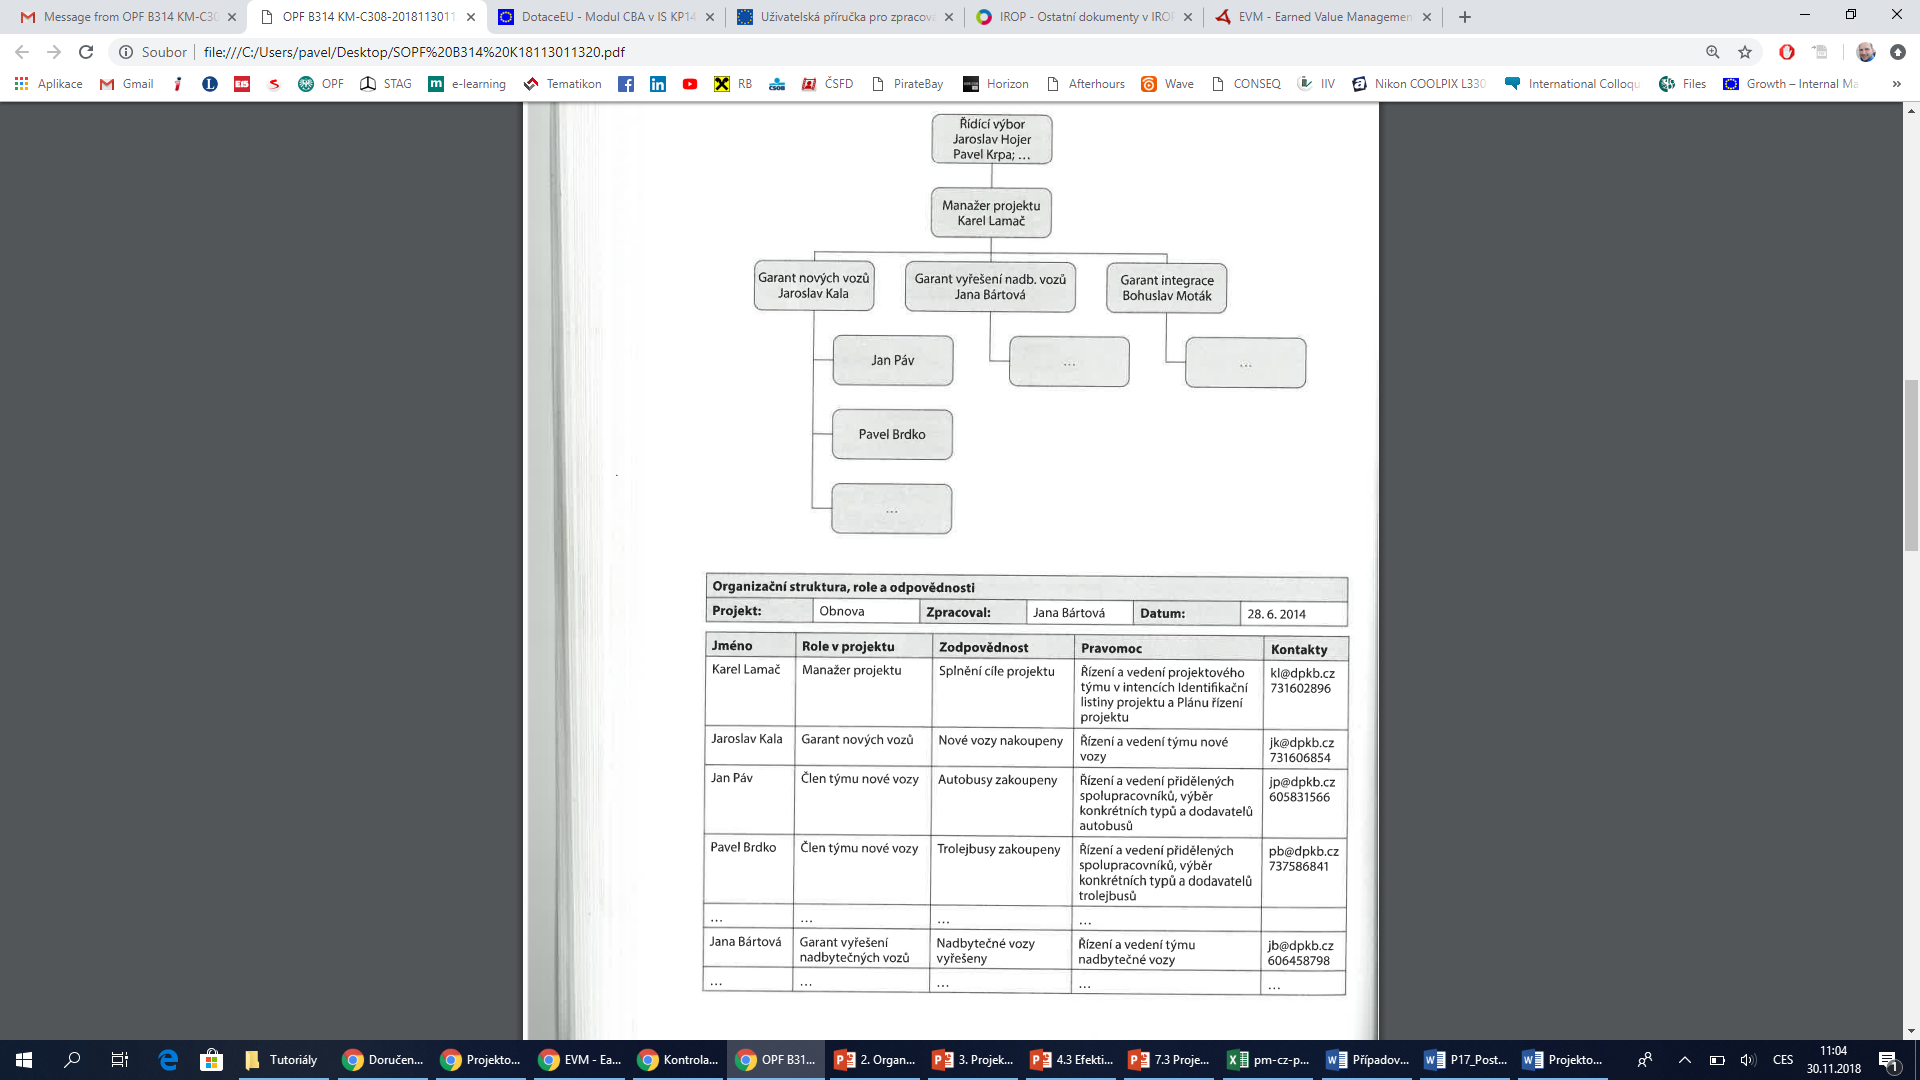 Message from OPF B314 KM-C30
OPF B314 KM-C308-2018113011
DotaceEU - Modul CBA v IS KP14
Uživatelská příručka pro zpracova
IROP - Ostatní dokumenty v IROP
EVM - Earned Value Managemen
Soubor
file:///C:/Users/pavel/Desktop/SOPF%20B314%20K18113011320.pdf
Aplikace
Gmail
OPF
STAG
e-learning
Tematikon
RB
ČSFD
PirateBay
Horizon
Afterhours
Wave
CONSEQ
IIV
Nikon COOLPIX L330
International Colloqu
Files
Growth – Internal Ma
»
Řídící výbor
Jaroslav Hojer
Pavel Krpa; …
Manažer projektu
Karel Lamač
Garant nových vozů
Jaroslav Kala
Garant vyřešení nadb. vozů
Jana Bártová
Garant integrace
Bohuslav Moták
Jan Páv
…
…
Pavel Brdko
…
Organizační struktura, role a odpovědnosti
Projekt: Obnova Zpracoval: Jana Bártová Datum: 28. 6. 2014
Jméno Role v projektu Zodpovědnost Pravomoc Kontakty
Karel Lamač Manažer projektu Splnění cíle projektu Řízení a vedení projektového kl@dpkb.cz
týmu v intencích Identifikační 731602896
listiny projektu a Plánu řízení
projektu
Jaroslav Kala Garant nových vozů Nové vozy nakoupeny Řízení a vedení týmu nové jk@dpkb.cz
vozy 731606854
Jan Páv Člen týmu nové vozy Autobusy zakoupeny Řízení a vedení přidělených jp@dpkb.cz
spolupracovníků, výběr 605831566
konkrétních typů a dodavatelů
autobusů
Pavel Brdko Člen týmu nové vozy Trolejbusy zakoupeny Řízení a vedení přidělených pb@dpkb.cz
spolupracovníků, výběr 737586841
konkrétních typů a dodavatelů
trolejbusů
… … … …
Jana Bártová Garant vyřešení Nadbytečné vozy Řízení a vedení týmu jb@dpkb.cz
nadbytečných vozů vyřešeny nadbytečné vozy 606458798
… … … … …
Tutoriály
Doručen...
Projekto...
EVM - Ea...
Kontrola...
OPF B31...
2. Organ...
3. Projek...
4.3 Efekti...
7.3 Proje...
pm-cz-p...
Případov...
P17_Post...
Projekto...
CES
11:04
30.11.2018
1